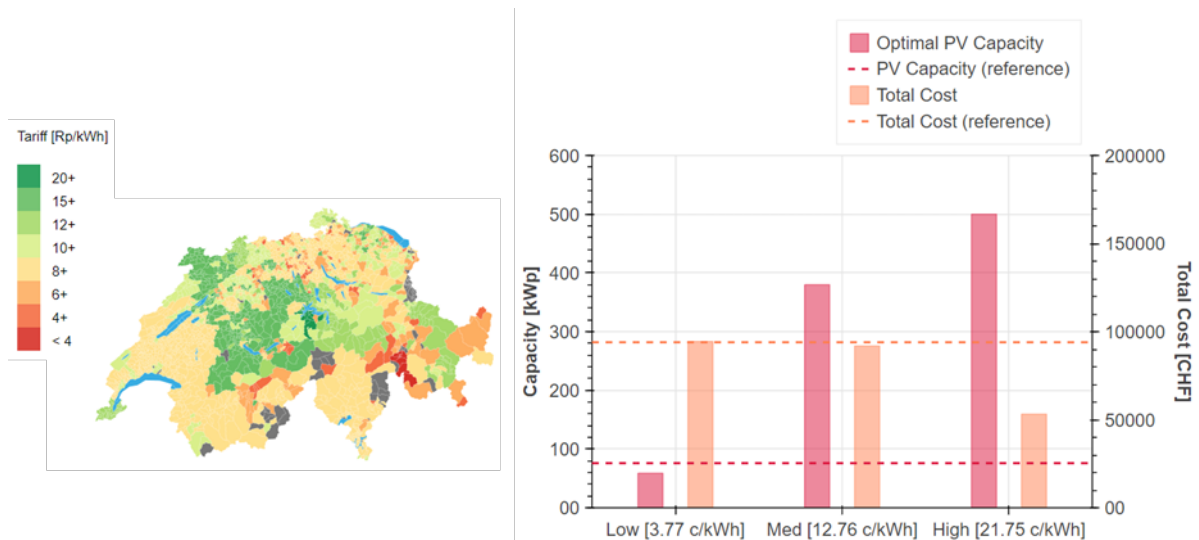 Tariff [Rp/kWh]
20+
15+
12+
10+
8+
6+
4+
< 4
Optimal PV Capacity
PV Capacity (reference)
Total Cost
Total Cost (reference)
Capacity [kWp]
600
500
400
300
200
100
00
200000
150000
100000
50000
00
Total Cost [CHF]
Low [3.77 c/kWh]
Med [12.76 c/kWh]
High [21.75 c/kWh]